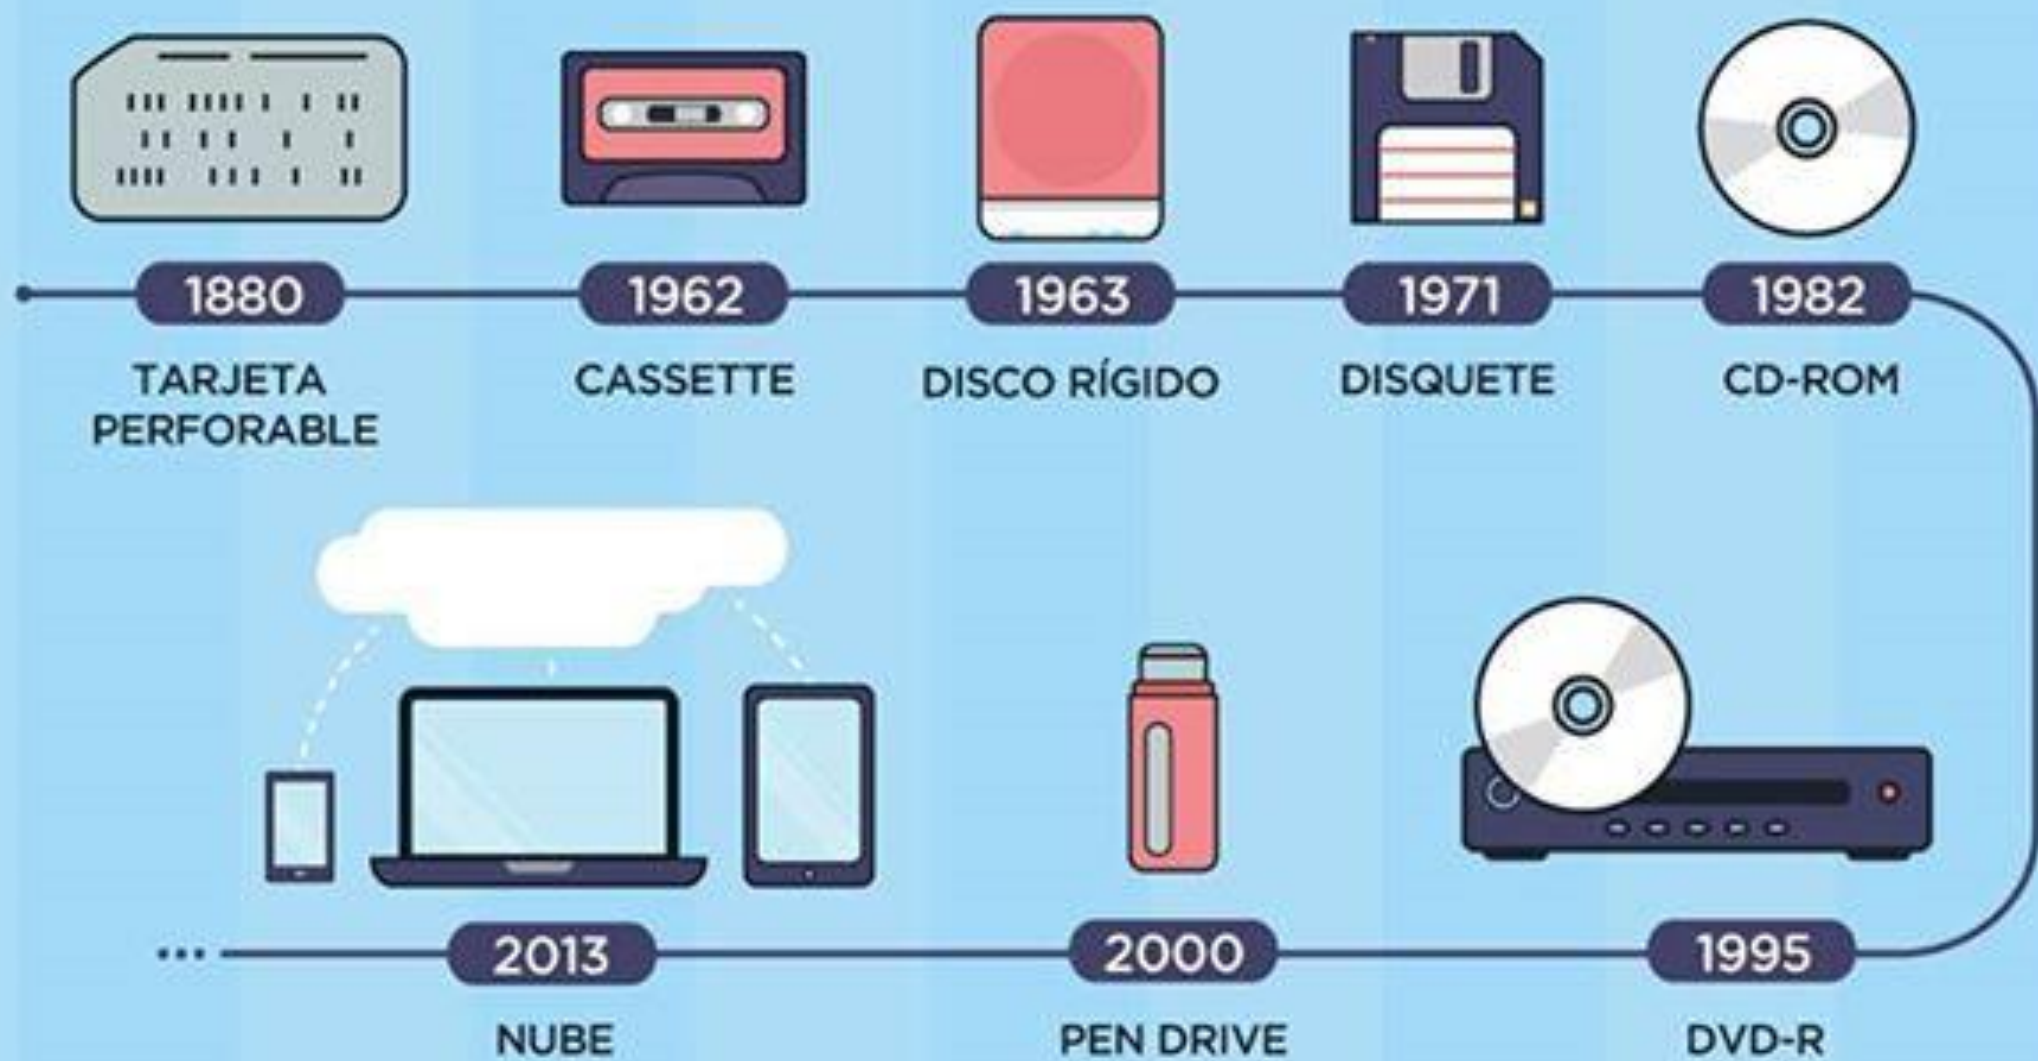 1880
TARJETA
PERFORABLE
1962
CASSETTE
1963
DISCO RÍGIDO
1971
DISQUETE
1982
CD-ROM
1995
DVD-R
2000
PEN DRIVE
2013
NUBE
...